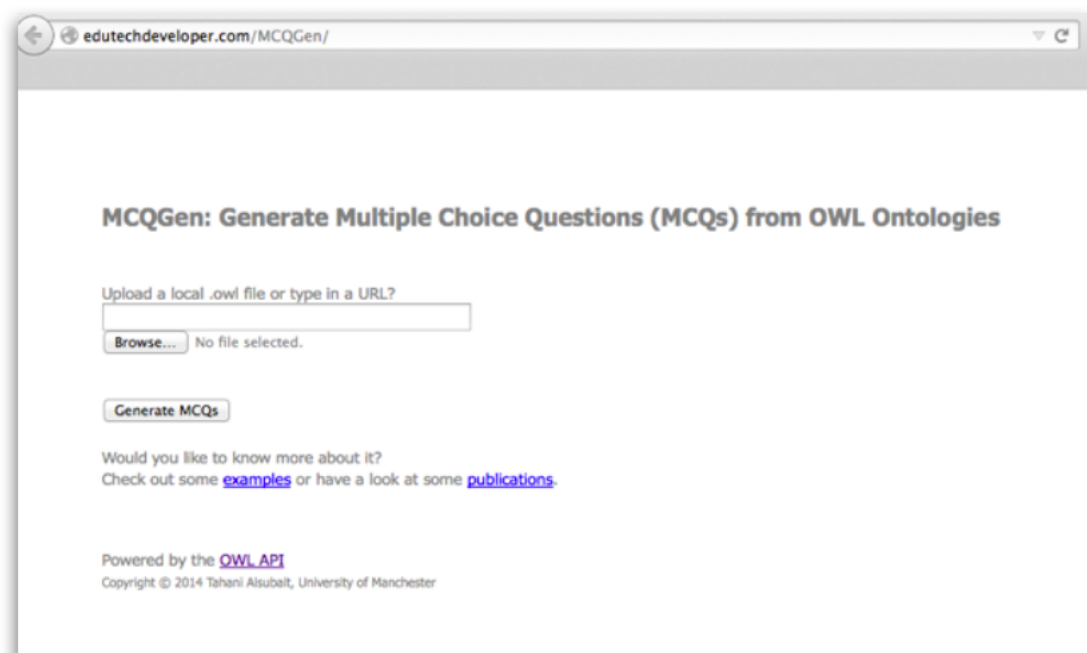 edutechdeveloper.com/MCQGen/
MCQGen: Generate Multiple Choice Questions (MCQs) from OWL Ontologies
Upload a local .owl file or type in a URL?
Browse... No file selected.
Generate MCQs
Would you like to know more about it?
Check out some examples or have a look at some publications.
Powered by the OWL API
Copyright © 2014 Tahani Alsubait, University of Manchester